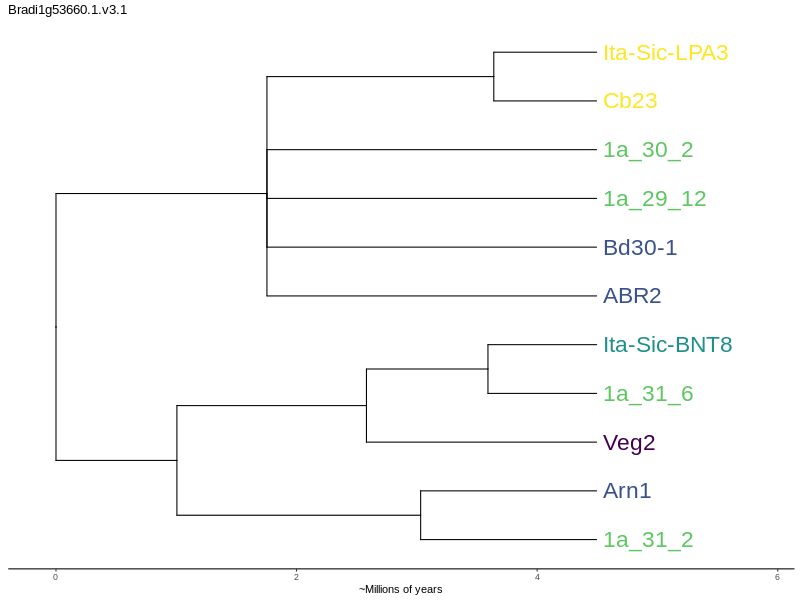 Bradi1g53660.1.v3.1
Ita-Sic-LPA3
Cb23
1a_30_2
1a_29_12
Bd30-1
ABR2
Ita-Sic-BNT8
1a_31_6
Veg2
Arn1
1a_31_2
0 2 4 6
~Millions of years